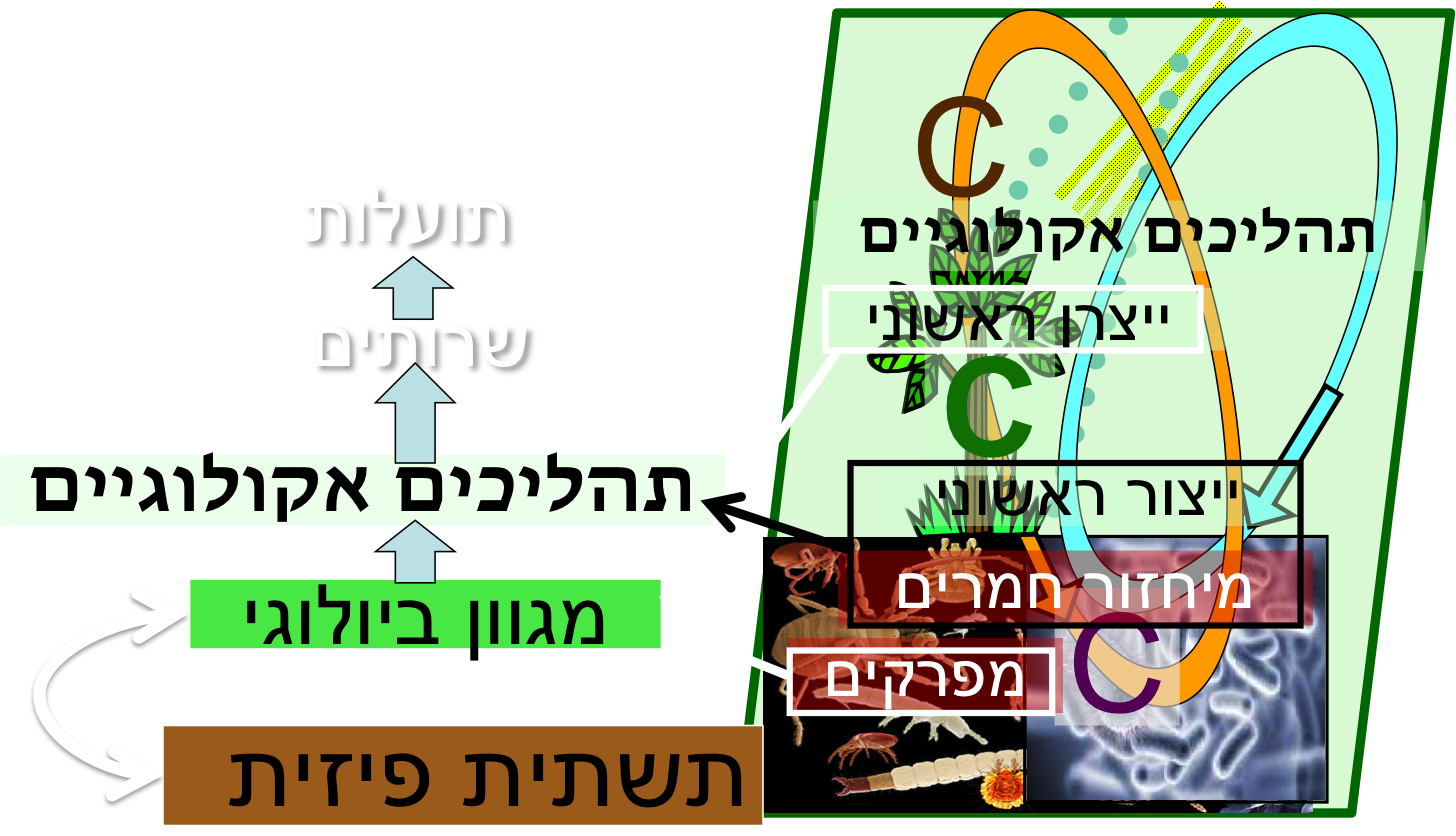 תועלות
שרותים
תהליכים אקולוגיים
מגוון ביולוגי
תשתית פיזית
C
תהליכים אקולוגיים
ייצרן ראשוני
C
ייצור ראשוני
מיחזור חמרים
מפרקים
C